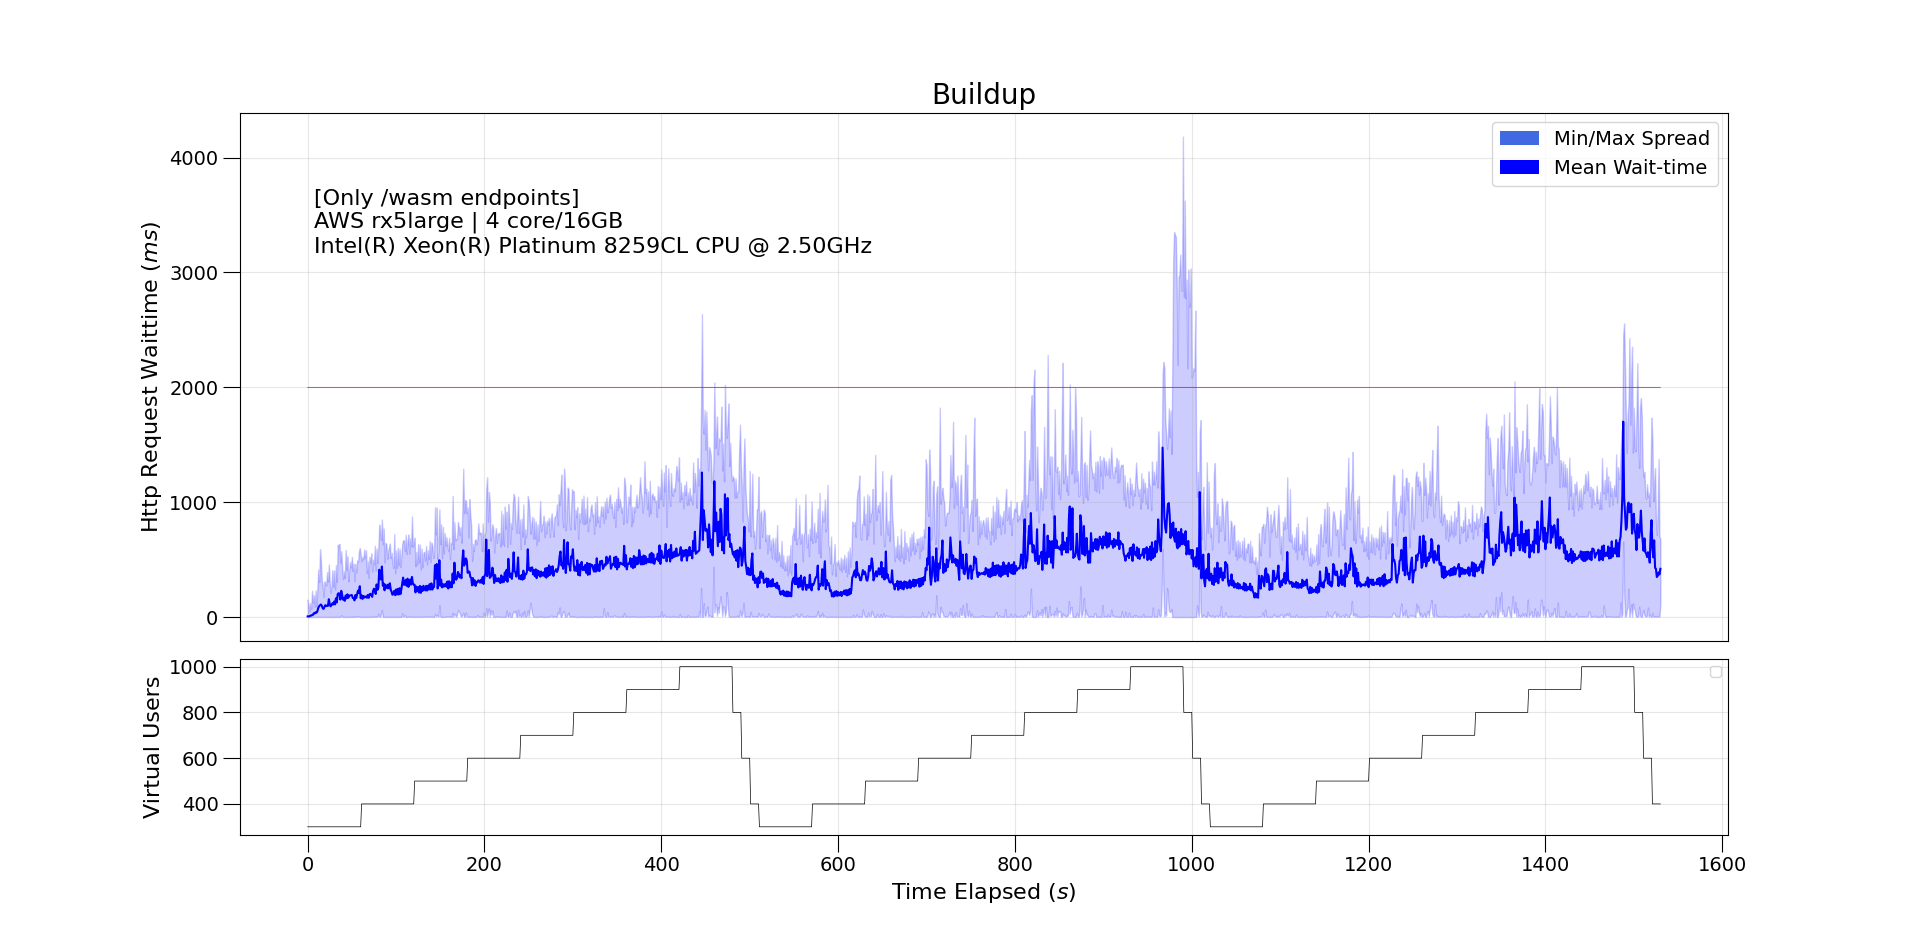 Buildup
Http Request Waittime (ms)
4000
3000
2000
1000
0
[Only /wasm endpoints]
AWS rx5large | 4 core/16GB
Intel(R) Xeon(R) Platinum 8259CL CPU @ 2.50GHz
Min/Max Spread
Mean Wait-time
Virtual Users
1000
800
600
400
0 200 400 600 800 1000 1200 1400 1600
Time Elapsed (s)